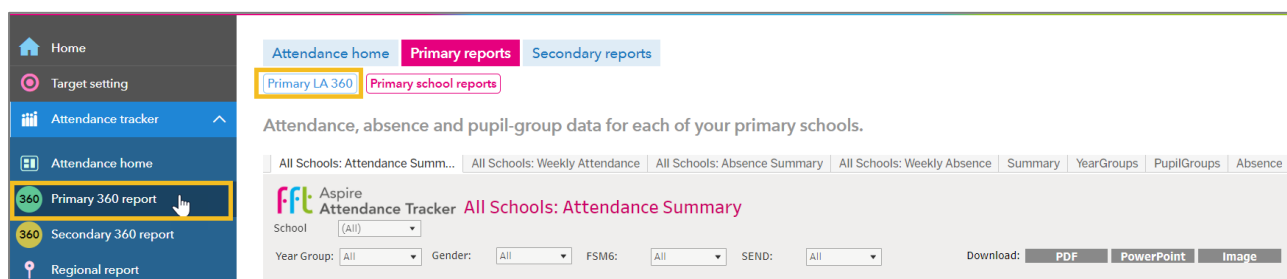 Home
Target setting
Attendance tracker
Attendance home
360 Primary 360 report
360 Secondary 360 report
Regional report
Attendance home Primary reports Secondary reports
Primary LA 360 Primary school reports
Attendance, absence and pupil-group data for each of your primary schools.
All Schools: Attendance Summ... All Schools: Weekly Attendance All Schools: Absence Summary All Schools: Weekly Absence Summary YearGroups PupilGroups Absence
fft Aspire
Attendance Tracker All Schools: Attendance Summary
School (All)
Year Group: All Gender: All FSM6: All SEND: All Download: PDF PowerPoint Image